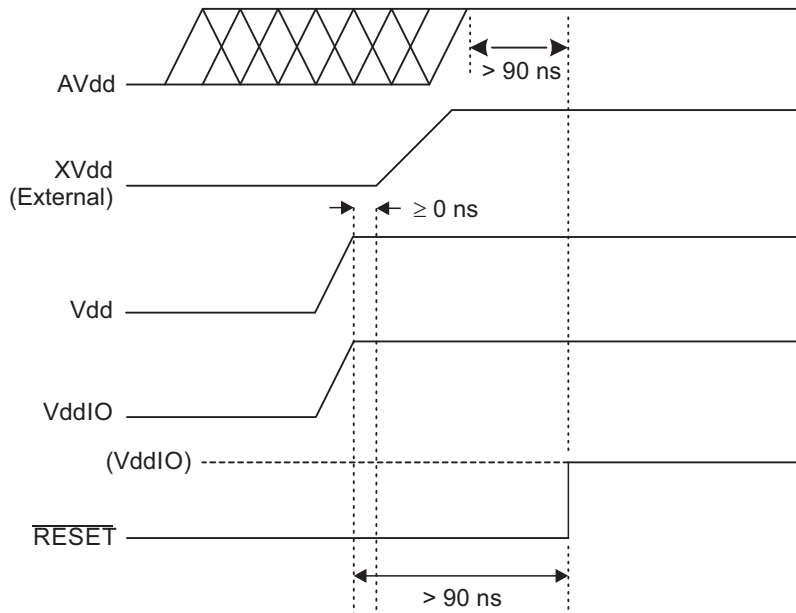 AVdd
> 90 ns
XVdd
(External)
≥ 0 ns
Vdd
VddIO
(VddIO)
RESET
> 90 ns